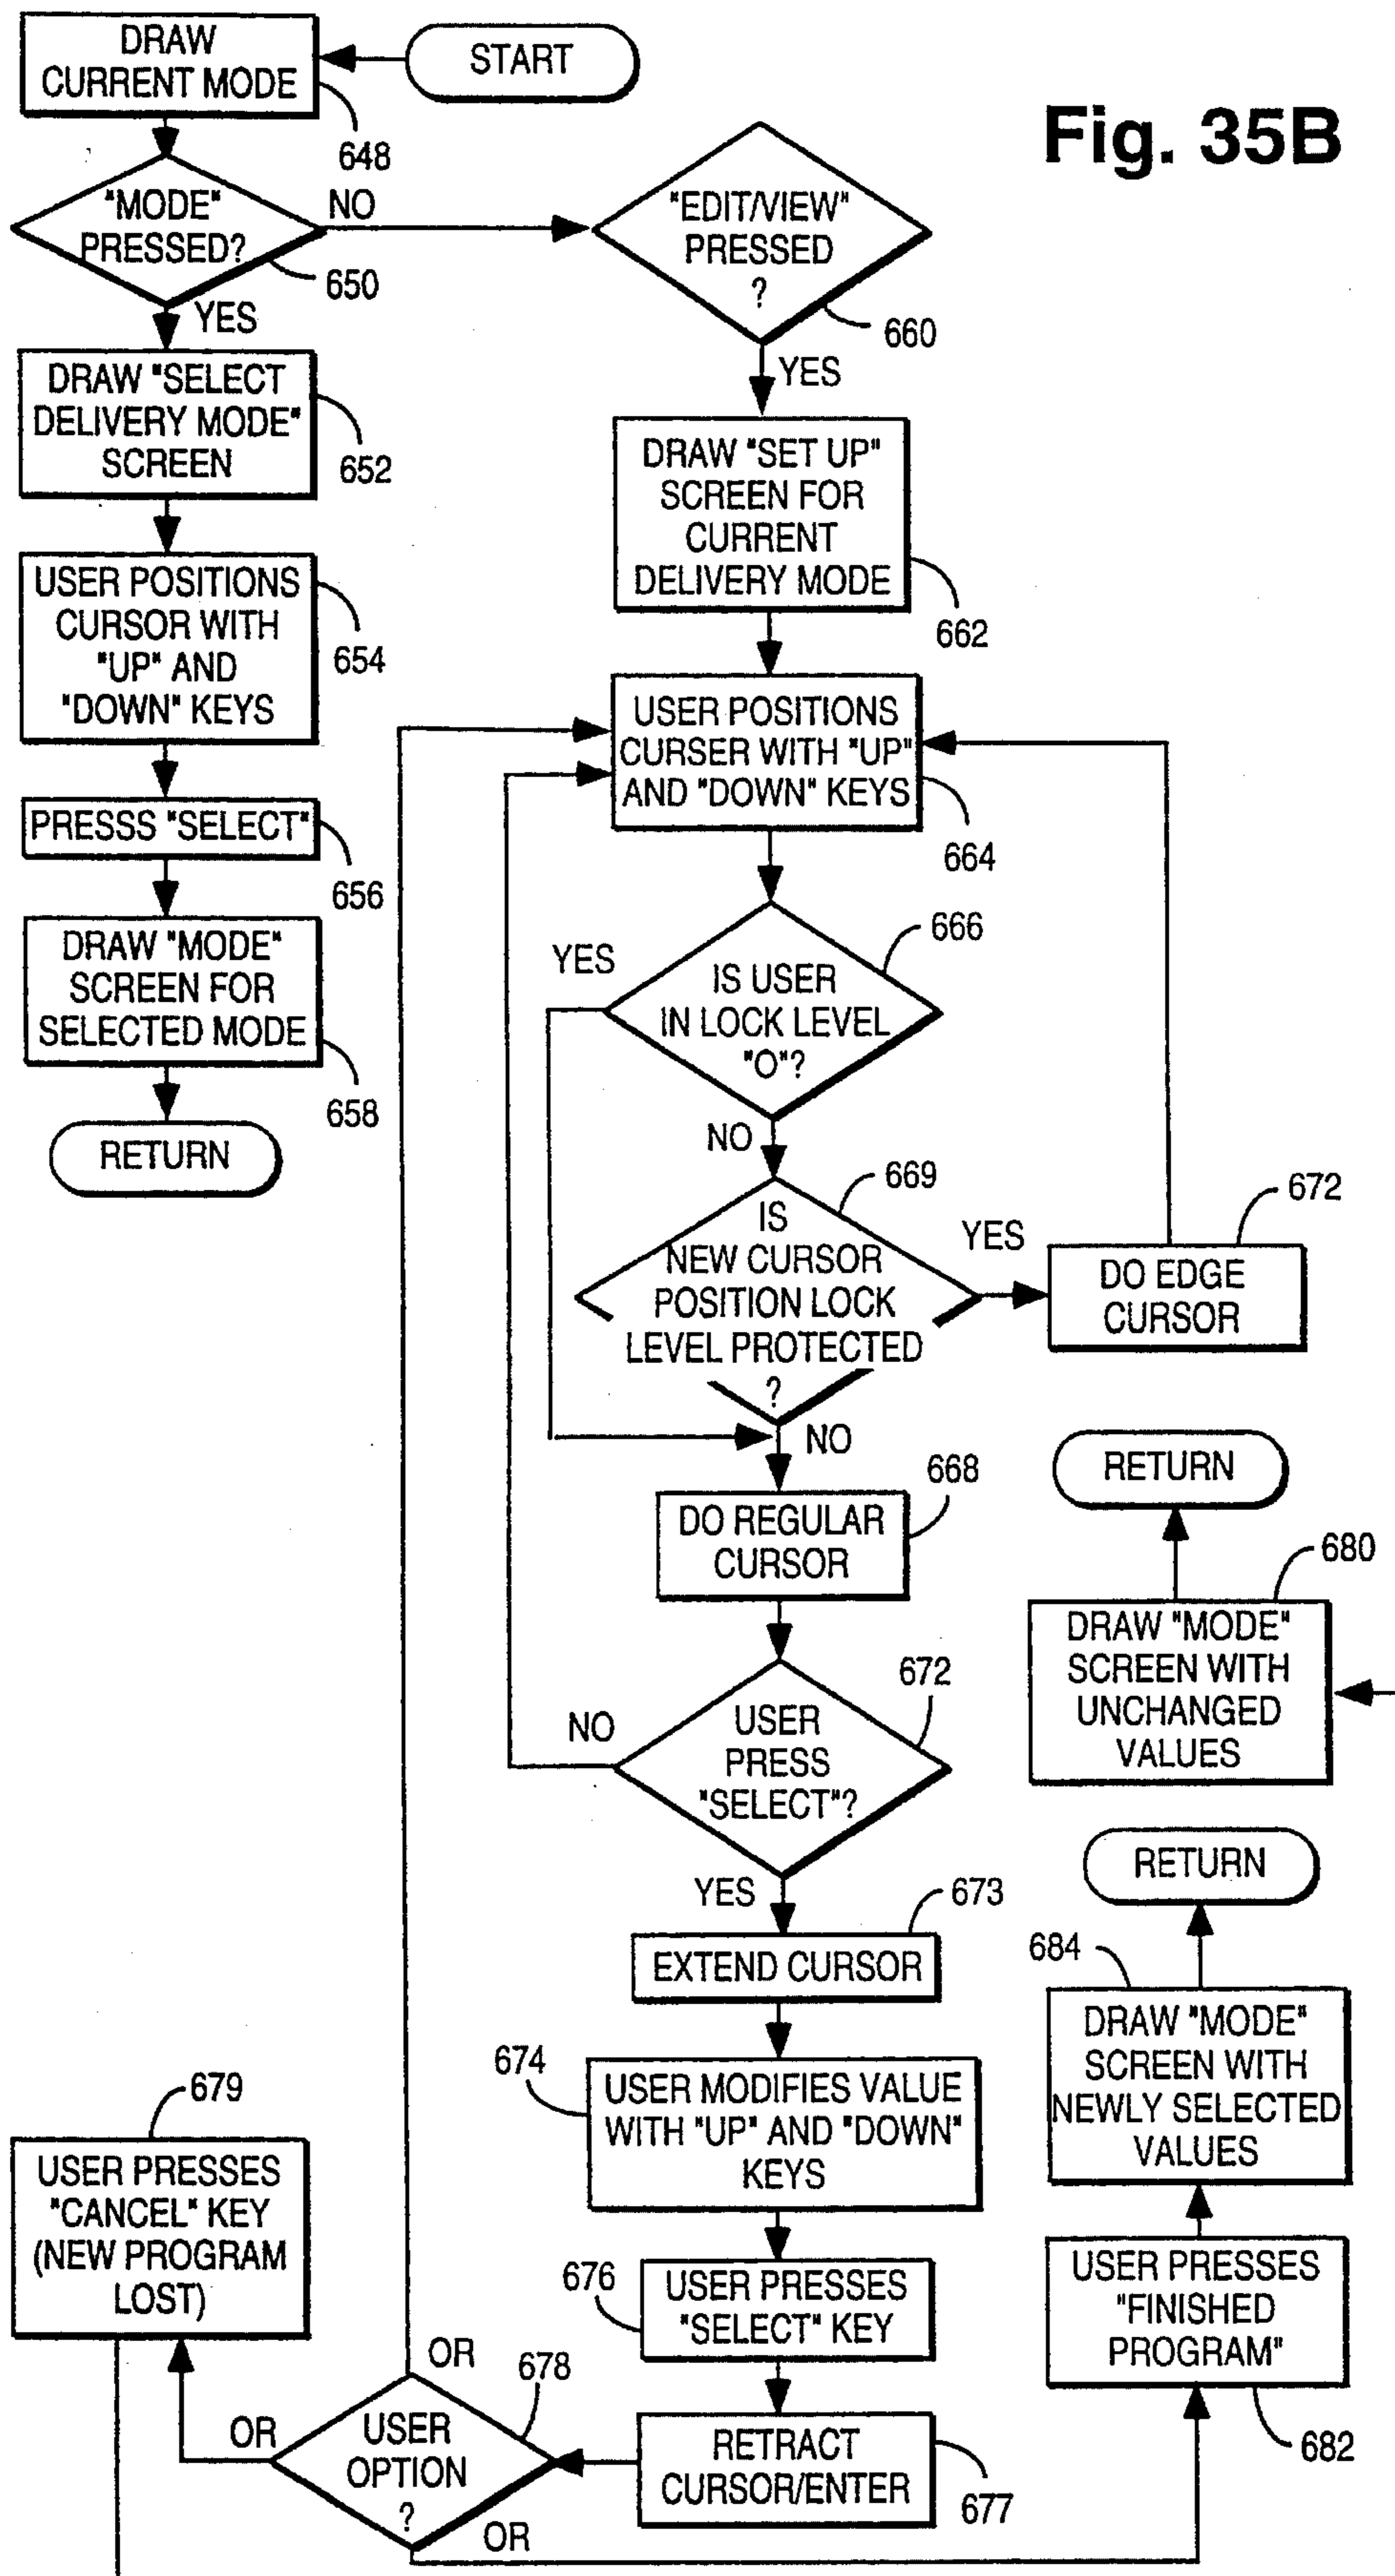 DRAW
CURRENT MODE
START
648
Fig. 35B
"MODE"
PRESSED?
NO
650
YES
"EDIT/VIEW"
PRESSED
?
660
YES
DRAW "SELECT
DELIVERY MODE"
SCREEN
652
DRAW "SET UP"
SCREEN FOR
CURRENT
DELIVERY MODE
662
USER POSITIONS
CURSOR WITH
"UP" AND
"DOWN" KEYS
654
USER POSITIONS
CURSER WITH "UP"
AND "DOWN" KEYS
664
PRESSS "SELECT"
656
DRAW "MODE"
SCREEN FOR
SELECTED MODE
658
RETURN
YES
IS USER
IN LOCK LEVEL
"O"?
666
NO
669
IS
NEW CURSOR
POSITION LOCK
LEVEL PROTECTED
?
YES
672
DO EDGE
CURSOR
NO
DO REGULAR
CURSOR
668
RETURN
680
DRAW "MODE"
SCREEN WITH
UNCHANGED
VALUES
672
NO
USER
PRESS
"SELECT"?
YES
RETURN
673
EXTEND CURSOR
684
DRAW "MODE"
SCREEN WITH
NEWLY SELECTED
VALUES
674
USER MODIFIES VALUE
WITH "UP" AND "DOWN"
KEYS
679
USER PRESSES
"CANCEL" KEY
(NEW PROGRAM
LOST)
676
USER PRESSES
"SELECT" KEY
USER PRESSES
"FINISHED
PROGRAM"
682
OR
678
OR
USER
OPTION
?
OR
RETRACT
CURSOR/ENTER
677